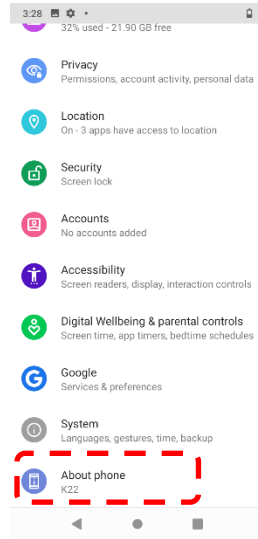 3:28
32% used - 21.90 GB free
Privacy
Permissions, account activity, personal data
Location
On - 3 apps have access to location
Security
Screen lock
Accounts
No accounts added
Accessibility
Screen readers, display, interaction controls
Digital Wellbeing & parental controls
Screen time, app timers, bedtime schedules
Google
Services & preferences
System
Languages, gestures, time, backup
About phone
K22